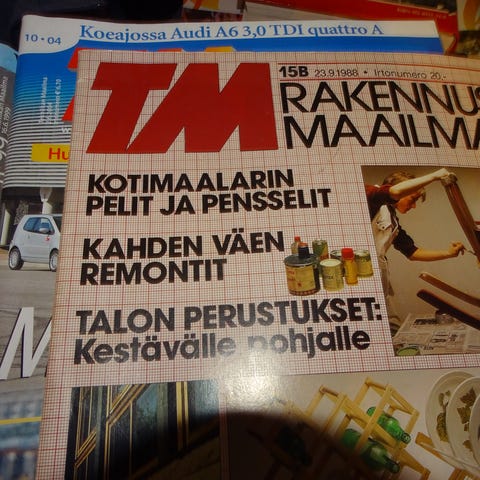 10 • 04 Koeajossa Audi A6 3,0 TDI quattro A
TM
15B 23.9.1988 • Irtonumero 20,-
RAKENNUS
MAAILMA
KOTIMAALARIN
PELIT JA PENSSELIT
KAHDEN VÄEN
REMONTIT
TALON PERUSTUKSET:
Kestävälle pohjalle
Hu